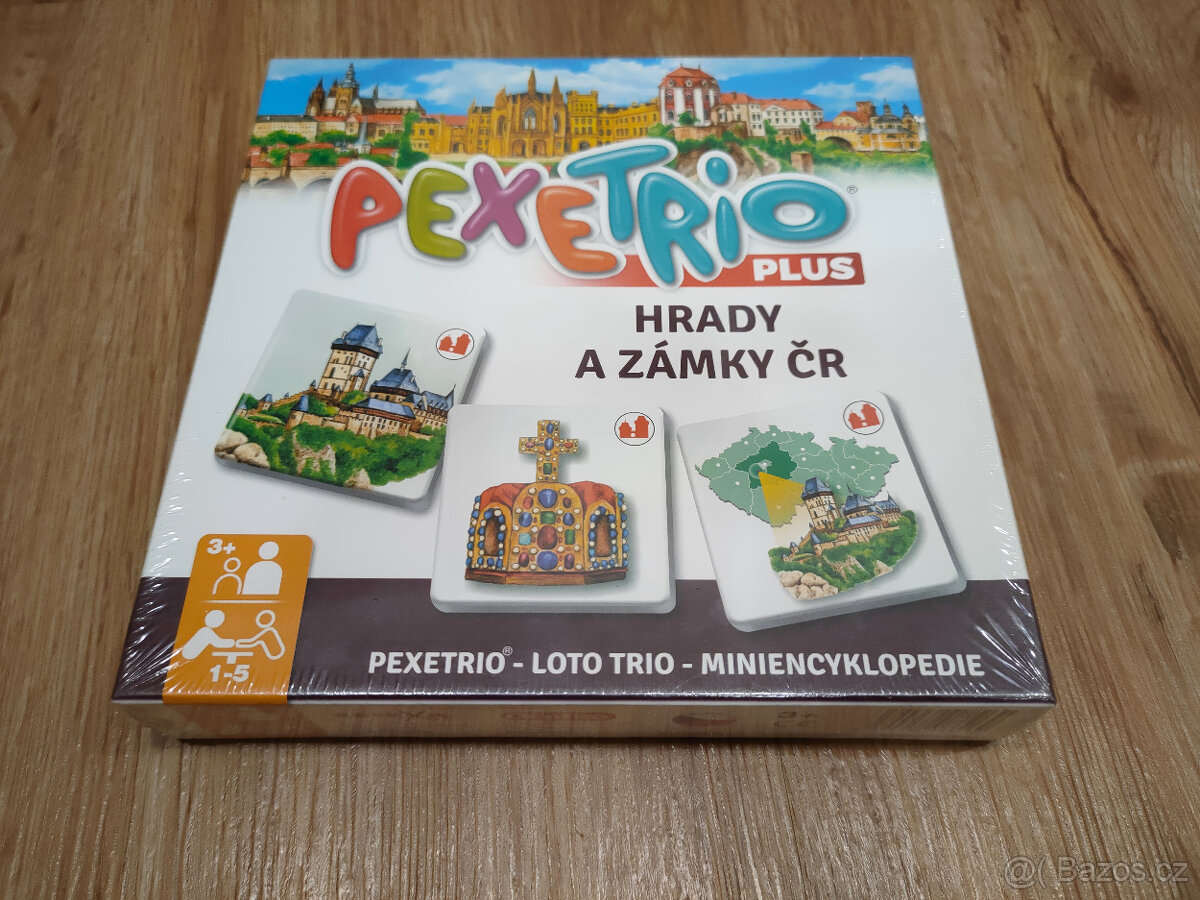 PEXETRIO®
PLUS
HRADY
A ZÁMKY ČR
3+
1-5
PEXETRIO® - LOTO TRIO - MINIENCYKLOPEDIE
@( Bazos.cz